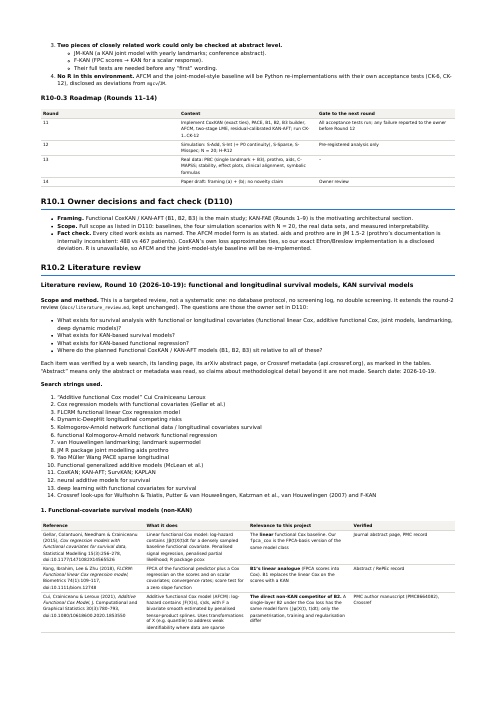 3. Two pieces of closely related work could only be checked at abstract level.
JM-KAN (a KAN joint model with yearly landmarks; conference abstract).
F-KAN (FPC scores → KAN for a scalar response).
Their full texts are needed before any "first" wording.
4. No R in this environment. AFCM and the joint-model-style baseline will be Python re-implementations with their own acceptance tests (CK-6, CK-
12), disclosed as deviations from
R10-0.3 Roadmap (Rounds 11–14)
Round Content Gate to the next round
11 Implement CoxKAN (exact ties), PACE, B1, B2, B3 builder, AFCM, two-stage LME, residual-calibrated KAN-AFT; run CK-1..CK-12 All acceptance tests run; any failure reported to the owner before Round 12
12 Simulation: S-Add, S-Int (+ P0 continuity), S-Sparse, S-Misspec; N = 20; H-R12 Pre-registered analysis only
13 Real data: PBC (single landmark + B3), prothro, aids, C-MAPSS; stability, effect plots, clinical alignment, symbolic formulas –
14 Paper draft: framing (a) + (b); no novelty claim Owner review
R10.1 Owner decisions and fact check (D110)
Framing. Functional CoxKAN / KAN-AFT (B1, B2, B3) is the main study; KAN-FAE (Rounds 1–9) is the motivating architectural section.
Scope. Full scope as listed in D110: baselines, the four simulation scenarios with N = 20, the real data sets, and measured interpretability.
Fact check. Every cited work exists as named. The AFCM form is as stated. aids and prothro are in JM 1.5-2 (prothro's documentation is
internally inconsistent: 488 vs 467 patients). CoxKAN's own loss approximates ties, so our exact Efron/Breslow implementation is a disclosed
deviation. R is unavailable, so AFCM and the joint-model-style baseline will be re-implemented.
R10.2 Literature review
Literature review, Round 10 (2026-10-19): functional and longitudinal survival models, KAN survival models
Scope and method. This is a targeted review, not a systematic one: no database protocol, no screening log, no double screening. It extends the round-2
review (docs/literature_review.md, kept unchanged). The questions are those the owner set in D110:
What exists for survival analysis with functional or longitudinal covariates (functional linear Cox, additive functional Cox, joint models, landmarking,
deep dynamic models)?
What exists for KAN-based survival models?
What exists for KAN-based functional regression?
Where do the planned functional CoxKAN / KAN-AFT models (B1, B2, B3) sit relative to all of these?
Each item was verified by a web search, its landing page, its arXiv abstract page, or Crossref metadata (api.crossref.org), as marked in the tables.
"Abstract" means only the abstract or metadata was read, so claims about methodological detail beyond it are not made. Search date: 2026-10-19.
Search strings used.
1. "Additive functional Cox model" Cui Crainiceanu Leroux
2. Cox regression models with functional covariates (Gellar et al.)
3. FLCRM functional linear Cox regression model
4. Dynamic-DeepHit longitudinal competing risks
5. Kolmogorov-Arnold network functional data / longitudinal covariates survival
6. functional Kolmogorov-Arnold network functional regression
7. van Houwelingen landmarking; landmark supermodel
8. JM R package joint modelling aids prothro
9. Yao Müller Wang PACE sparse longitudinal
10. Functional generalized additive models (McLean et al.)
11. CoxKAN; KAN-AFT; SurvKAN; KAPLAN
12. neural additive models for survival
13. deep learning functional covariates for survival
14. Crossref look-ups for Wulfsohn & Tsiatis, Putter & van Houwelingen, Katzman et al., van Houwelingen (2007) and F-KAN
1. Functional-covariate survival models (non-KAN)
Reference What it does Relevance to this project Verified
Gellar, Colantuoni, Needham & Crainiceanu (2015), Cox regression models with functional covariates for survival data, Statistical Modelling 15(3):256–278, Linear functional Cox model: log-hazard for a densely sampled baseline functional covariate. Penalised signal regression, penalised partial likelihood The linear functional Cox baseline. Our is the FPCA-basis version of the same model class Journal abstract page, PMC record
Kong, Ibrahim, Lee & Zhu (2018), FLCRM: functional linear Cox regression model, Biometrics 74(1):109–117, FPCA of the functional predictor plus a Cox regression on the scores and on scalar covariates; convergence rates; score test for a zero slope function B1's linear analogue (FPCA scores into Cox); B1 replaces the linear Cox on the scores with a KAN Abstract / RePEc record
Cui, Crainiceanu & Leroux (2021), Additive Functional Cox Model, J. Computational and Graphical Statistics 30(3):780–793, doi:10.1080/10618600.2020.1853550 Additive functional Cox model (AFCM): log-hazard contains with F a bivariate smooth estimated by penalised tensor-product splines. Uses transformations of X (e.g. quantile) to address weak identifiability where data are sparse The direct non-KAN competitor of B2. A single-layer B2 under the Cox loss has the same model form only the parametrisation, training and regularisation differ PMC author manuscript (PMC8664082), Crossref